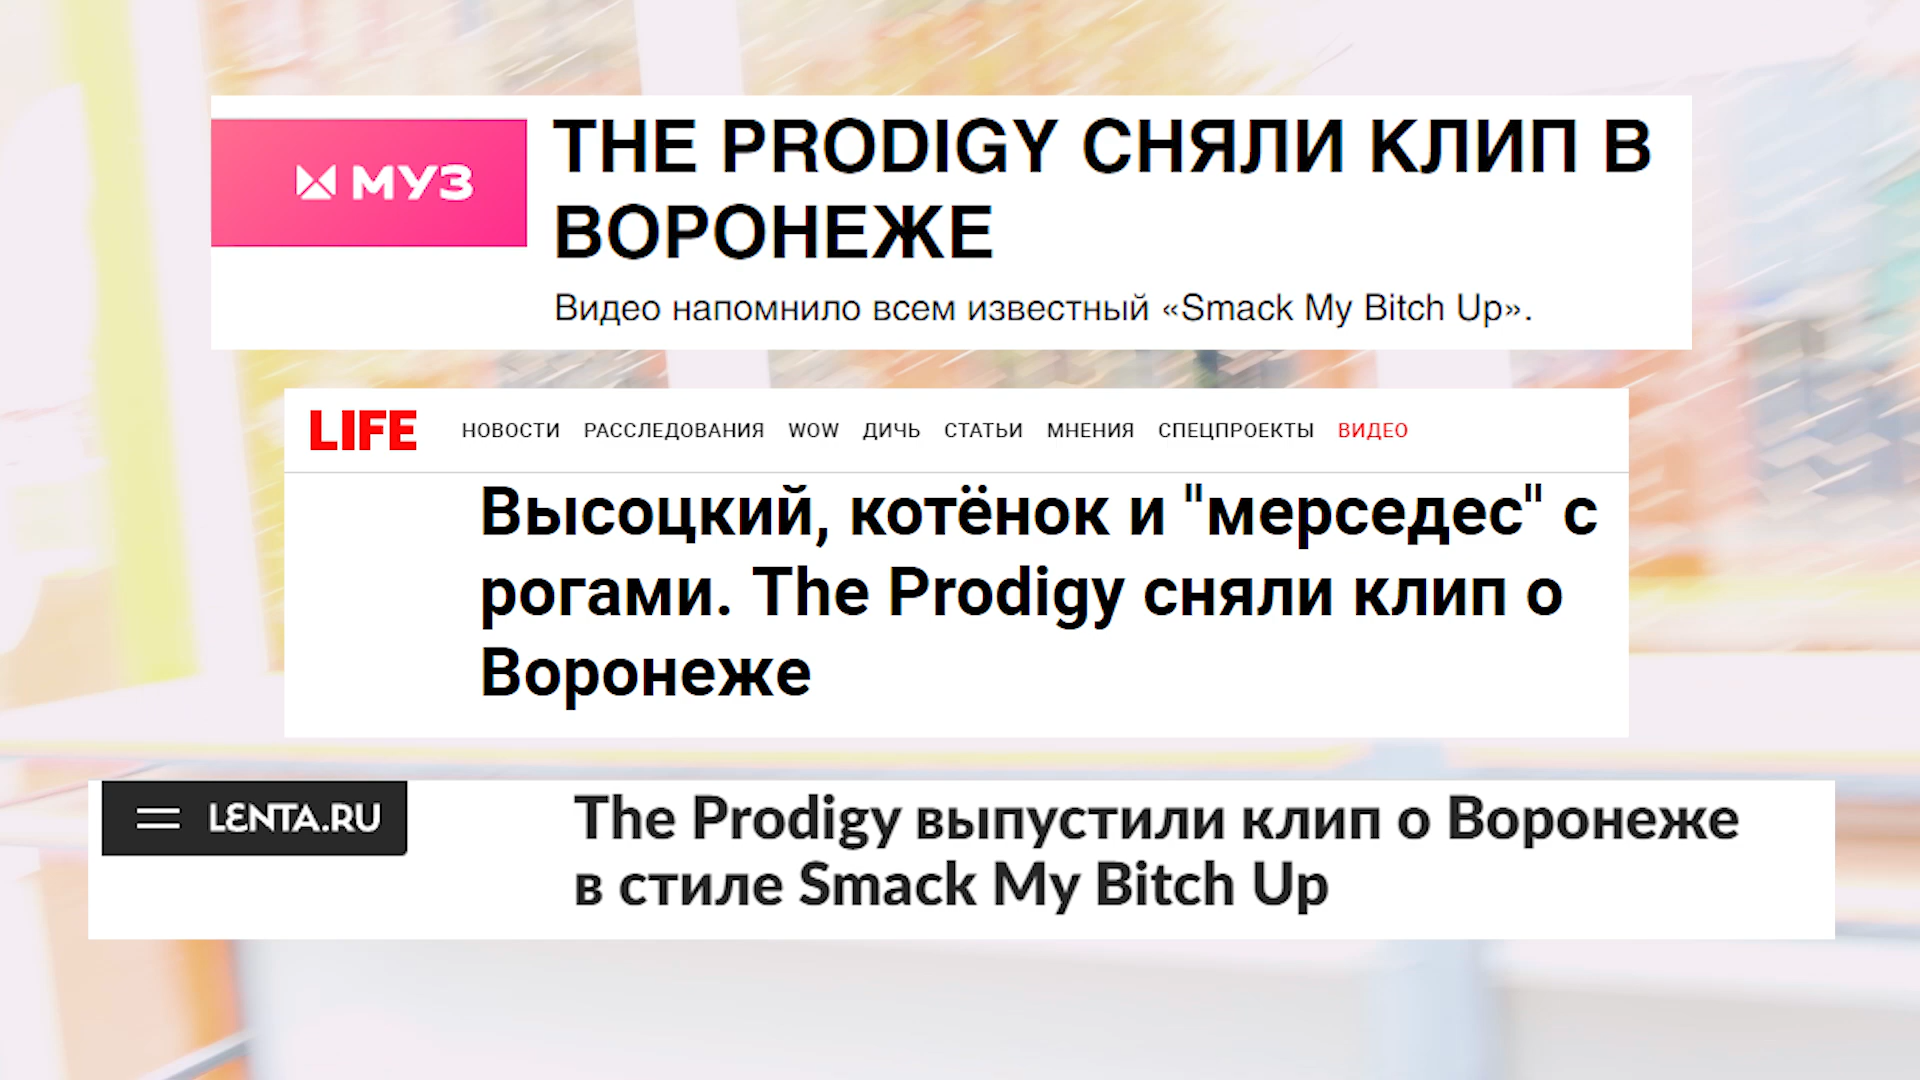 МУЗ
THE PRODIGY СНЯЛИ КЛИП В
ВОРОНЕЖЕ
Видео напомнило всем известный «Smack My Bitch Up».
LIFE НОВОСТИ РАССЛЕДОВАНИЯ WOW ДИЧЬ СТАТЬИ МНЕНИЯ СПЕЦПРОЕКТЫ ВИДЕО
Высоцкий, котёнок и "мерседес" с
рогами. The Prodigy сняли клип о
Воронеже
LENTA.RU
The Prodigy выпустили клип о Воронеже
в стиле Smack My Bitch Up